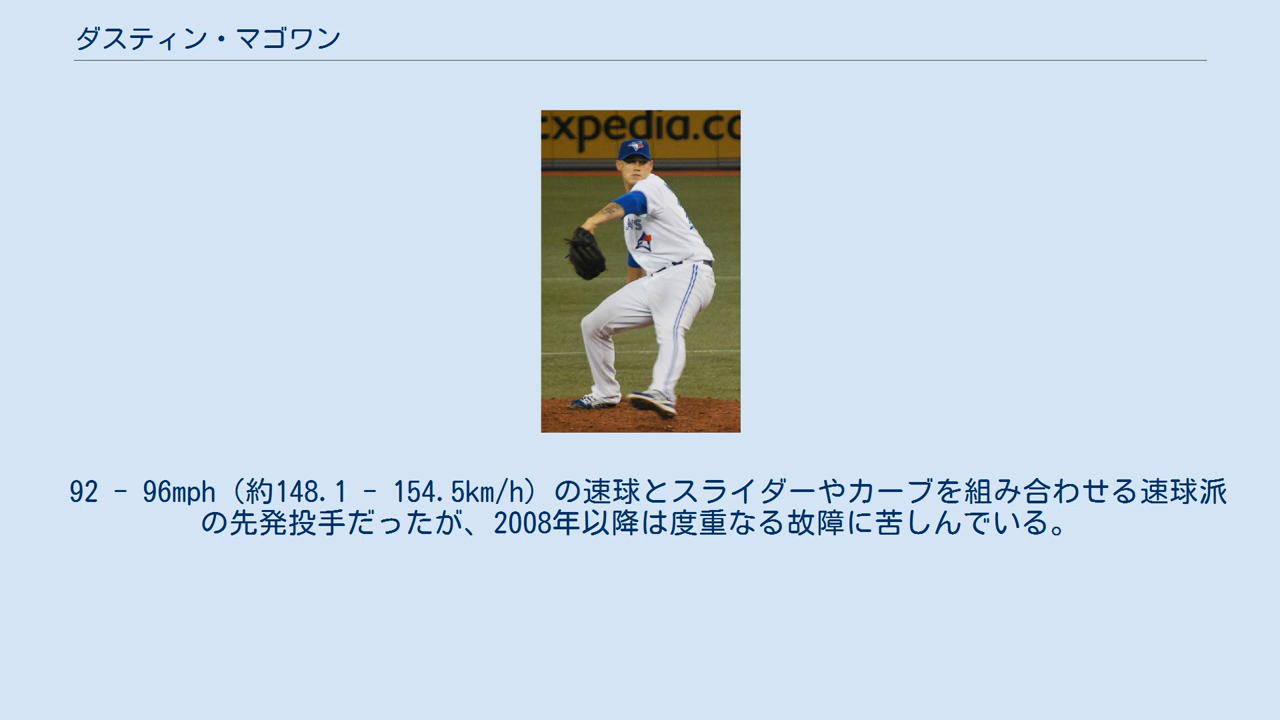 ダスティン・マゴワン
expedia.co
92 - 96mph（約148.1 - 154.5km/h）の速球とスライダーやカーブを組み合わせる速球派
の先発投手だったが、2008年以降は度重なる故障に苦しんでいる。